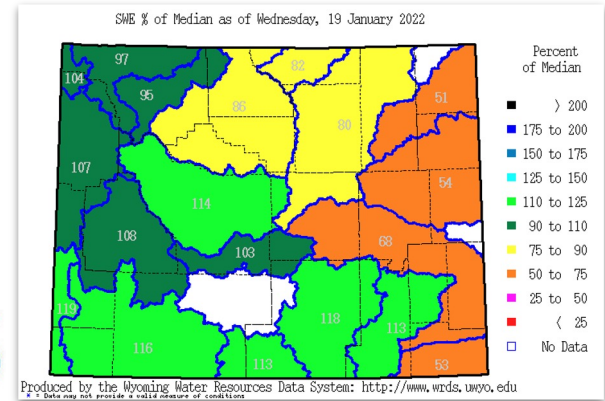 SWE % of Median as of Wednesday, 19 January 2022
Percent
of Median
> 200
175 to 200
150 to 175
125 to 150
110 to 125
90 to 110
75 to 90
50 to 75
25 to 50
< 25
No Data
97
104
95
82
86
80
51
107
54
114
108
103
68
119
118
113
116
113
53
Produced by the Wyoming Water Resources Data System: http://www.wrds.uwyo.edu
* = Data may not provide a valid measure of conditions